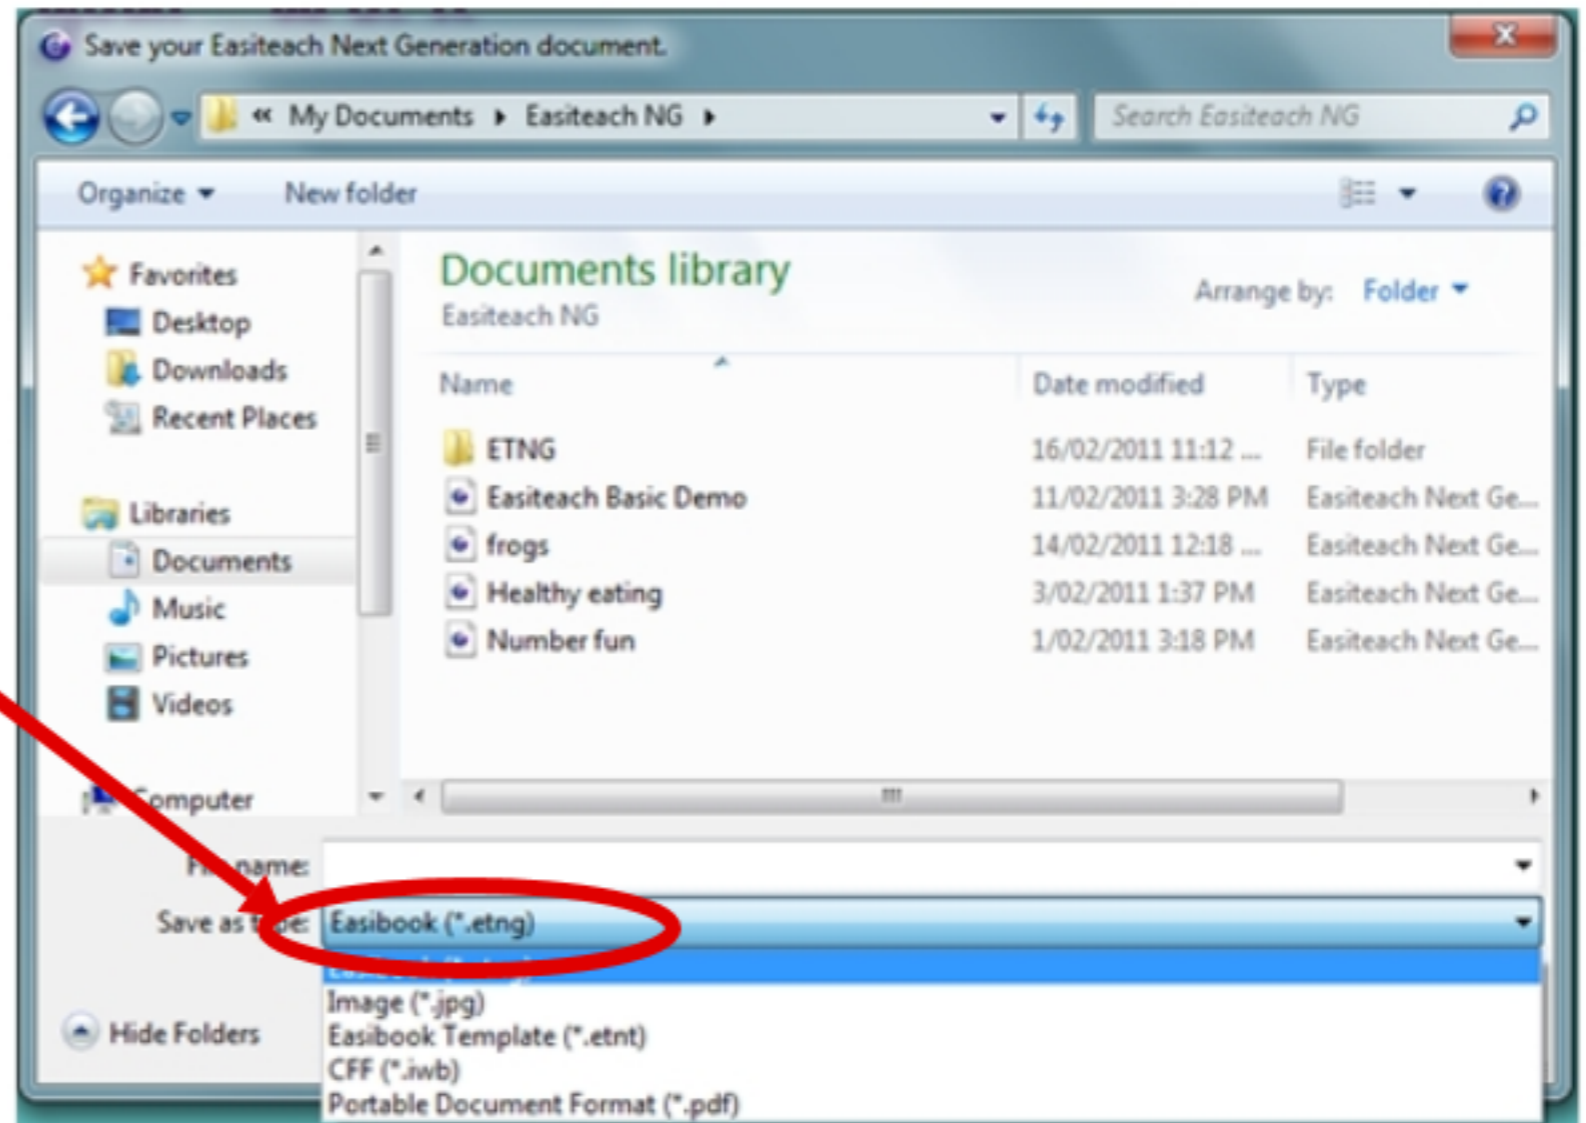 Save your Easiteach Next Generation document.
« My Documents Easiteach NG
Search Easiteach NG
Organize New folder
Favorites
Desktop
Downloads
Recent Places
Libraries
Documents
Music
Pictures
Videos
Computer
Documents library
Easiteach NG
Arrange by: Folder
Name Date modified Type
ETNG 16/02/2011 11:12 ... File folder
Easiteach Basic Demo 11/02/2011 3:28 PM Easiteach Next Ge...
frogs 14/02/2011 12:18 ... Easiteach Next Ge...
Healthy eating 3/02/2011 1:37 PM Easiteach Next Ge...
Number fun 1/02/2011 3:18 PM Easiteach Next Ge...
File name:
Save as type: Easibook (*.etng)
Image (*.jpg)
Easibook Template (*.etnt)
CFF (*.iwb)
Portable Document Format (*.pdf)
Hide Folders